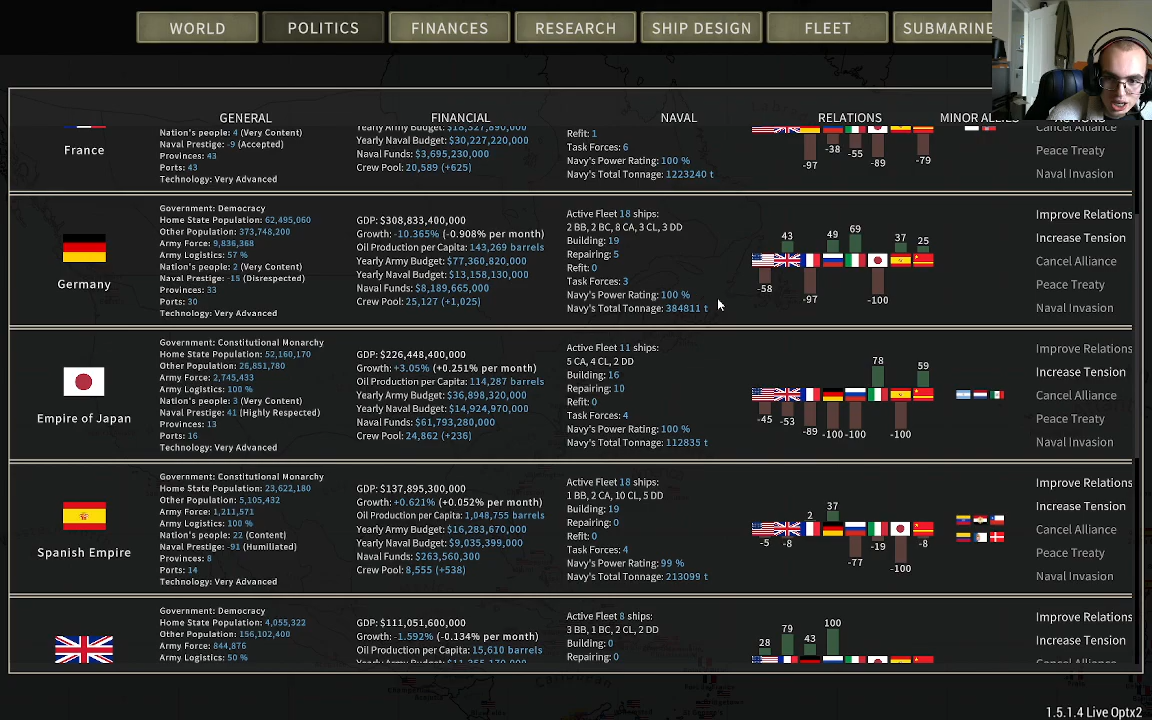 WORLD
POLITICS
FINANCES
RESEARCH
SHIP DESIGN
FLEET
SUBMARINE
GENERAL
FINANCIAL
NAVAL
RELATIONS
MINOR
France
Government: Democracy
Nation's people: 4 (Very Content)
Naval Prestige: -9 (Accepted)
Provinces: 43
Ports: 43
Technology: Very Advanced
Yearly Naval Budget: $30,227,220,000
Naval Funds: $3,695,230,000
Crew Pool: 20,589 (+625)
Refit: 1
Task Forces: 6
Navy's Power Rating: 100 %
Navy's Total Tonnage: 1223240 t
-97
-38
-55
-89
-79
Cancel Alliance
Peace Treaty
Naval Invasion
Germany
Government: Democracy
Home State Population: 62,495,060
Other Population: 373,748,200
Army Force: 9,836,368
Army Logistics: 57 %
Nation's people: 2 (Very Content)
Naval Prestige: -15 (Disrespected)
Provinces: 33
Ports: 30
Technology: Very Advanced
GDP: $308,833,400,000
Growth: -10.365% (-0.908% per month)
Oil Production per Capita: 143,269 barrels
Yearly Army Budget: $77,360,820,000
Yearly Naval Budget: $13,158,130,000
Naval Funds: $8,189,665,000
Crew Pool: 25,127 (+1,025)
Active Fleet 18 ships:
2 BB, 2 BC, 8 CA, 3 CL, 3 DD
Building: 19
Repairing: 5
Refit: 0
Task Forces: 3
Navy's Power Rating: 100 %
Navy's Total Tonnage: 384811 t
-58
43
-97
49
69
-100
37
25
Improve Relations
Increase Tension
Cancel Alliance
Peace Treaty
Naval Invasion
Empire of Japan
Government: Constitutional Monarchy
Home State Population: 52,160,170
Other Population: 26,851,780
Army Force: 2,745,433
Army Logistics: 100 %
Nation's people: 3 (Very Content)
Naval Prestige: 41 (Highly Respected)
Provinces: 13
Ports: 16
Technology: Very Advanced
GDP: $226,448,400,000
Growth: +3.05% (+0.251% per month)
Oil Production per Capita: 114,287 barrels
Yearly Army Budget: $36,898,320,000
Yearly Naval Budget: $14,924,970,000
Naval Funds: $61,793,280,000
Crew Pool: 24,862 (+236)
Active Fleet 11 ships:
5 CA, 4 CL, 2 DD
Building: 16
Repairing: 10
Refit: 0
Task Forces: 4
Navy's Power Rating: 100 %
Navy's Total Tonnage: 112835 t
-45
-53
-89
-100
-100
78
-100
59
Improve Relations
Increase Tension
Cancel Alliance
Peace Treaty
Naval Invasion
Spanish Empire
Government: Constitutional Monarchy
Home State Population: 23,622,180
Other Population: 5,105,432
Army Force: 1,211,571
Army Logistics: 100 %
Nation's people: 22 (Content)
Naval Prestige: -91 (Humiliated)
Provinces: 8
Ports: 14
Technology: Very Advanced
GDP: $137,895,300,000
Growth: +0.621% (+0.052% per month)
Oil Production per Capita: 1,048,755 barrels
Yearly Army Budget: $16,283,670,000
Yearly Naval Budget: $9,035,399,000
Naval Funds: $263,560,300
Crew Pool: 8,555 (+538)
Active Fleet 18 ships:
1 BB, 2 CA, 10 CL, 5 DD
Building: 19
Repairing: 0
Refit: 0
Task Forces: 4
Navy's Power Rating: 99 %
Navy's Total Tonnage: 213099 t
-5
-8
2
37
-77
-19
-100
-8
Improve Relations
Increase Tension
Cancel Alliance
Peace Treaty
Naval Invasion
Government: Democracy
Home State Population: 4,055,322
Other Population: 156,102,400
Army Force: 844,876
Army Logistics: 50 %
GDP: $111,051,600,000
Growth: -1.592% (-0.134% per month)
Oil Production per Capita: 15,610 barrels
Active Fleet 8 ships:
3 BB, 1 BC, 2 CL, 2 DD
Building: 0
Repairing: 0
28
79
43
100
Improve Relations
Increase Tension
1.5.1.4 Live Optx2